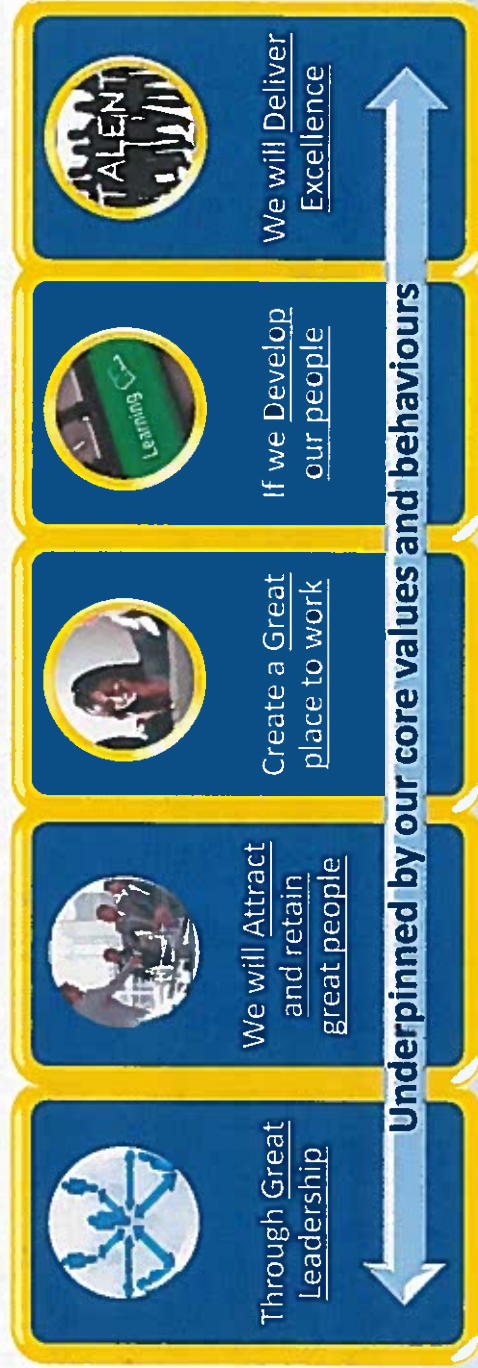 Through Great
Leadership
We will Attract
and retain
great people
Create a Great
place to work
If we Develop
our people
Learning
We will Deliver
Excellence
TALENT
Underpinned by our core values and behaviours